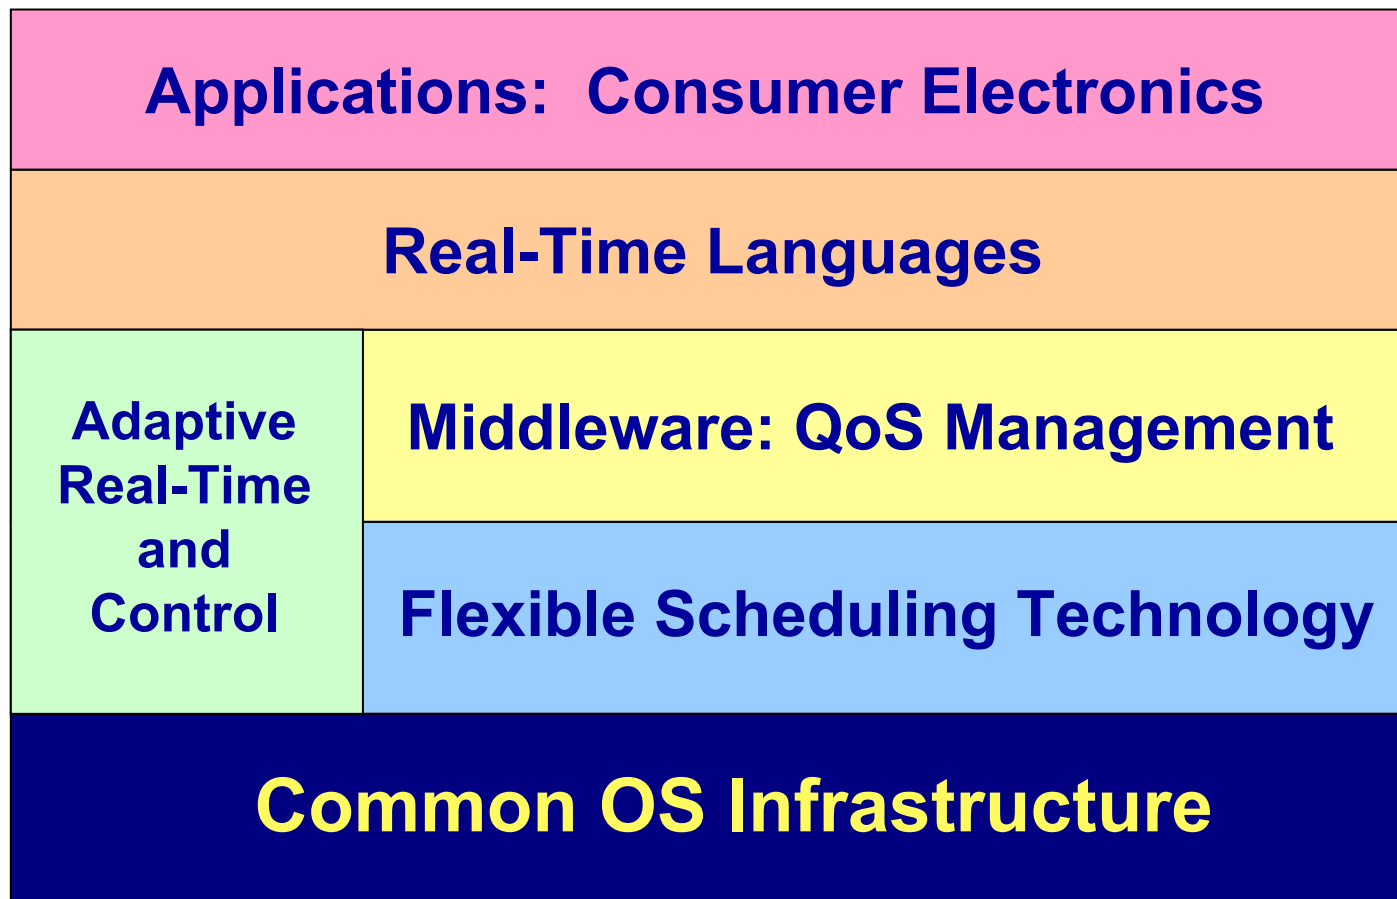 Applications:  Consumer Electronics
Real-Time Languages
Adaptive
Real-Time
and
Control
Middleware: QoS Management
Flexible Scheduling Technology
Common OS Infrastructure